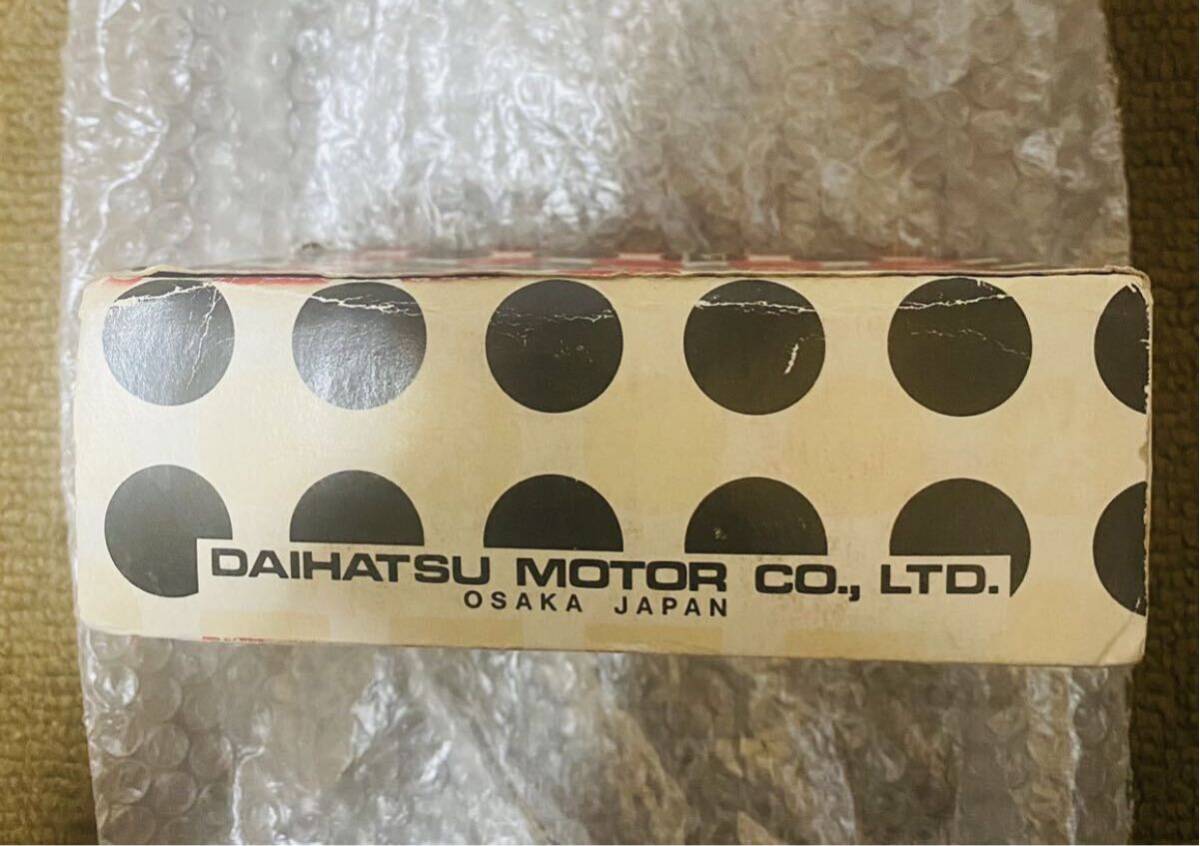 DAIHATSU MOTOR CO., LTD.
OSAKA JAPAN